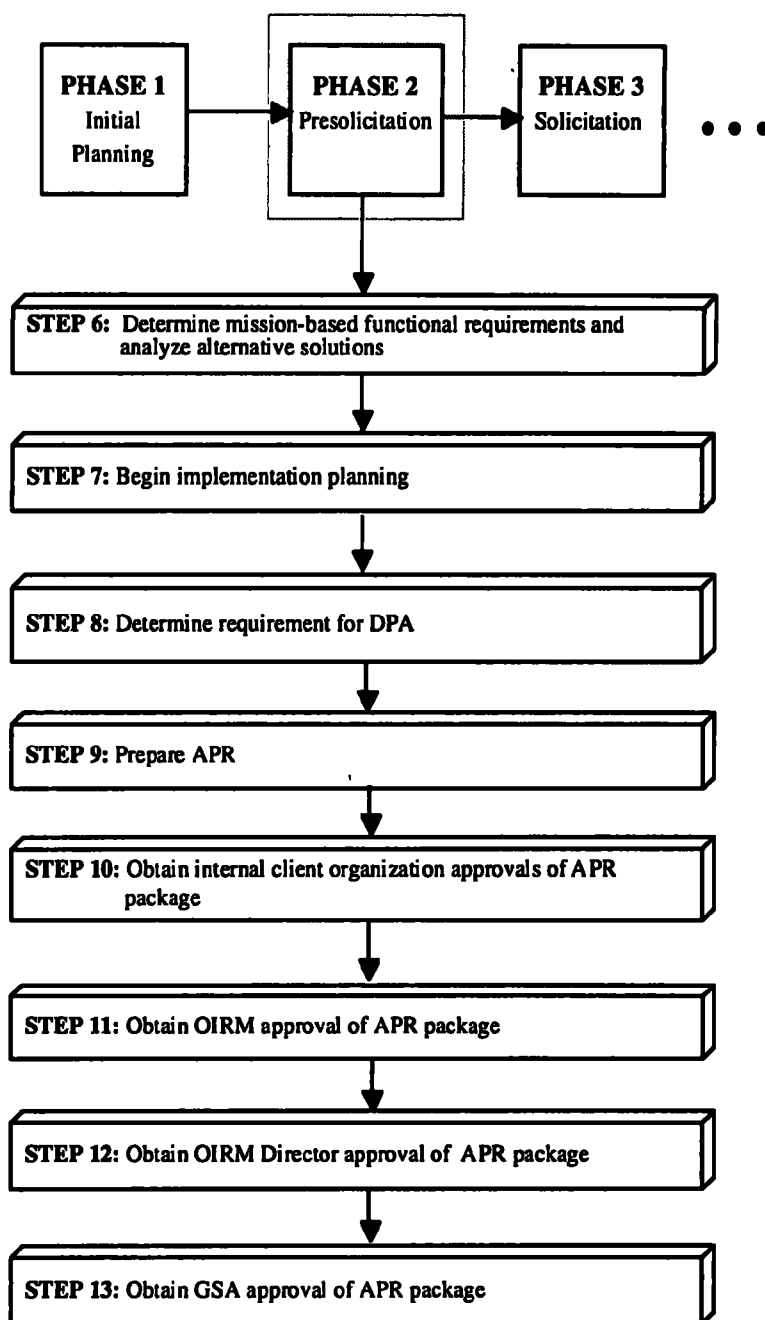 PHASE 1
Initial
Planning
PHASE 2
Presolicitation
PHASE 3
Solicitation
STEP 6: Determine mission-based functional requirements and
analyze alternative solutions
STEP 7: Begin implementation planning
STEP 8: Determine requirement for DPA
STEP 9: Prepare APR
STEP 10: Obtain internal client organization approvals of APR
package
STEP 11: Obtain OIRM approval of APR package
STEP 12: Obtain OIRM Director approval of APR package
STEP 13: Obtain GSA approval of APR package